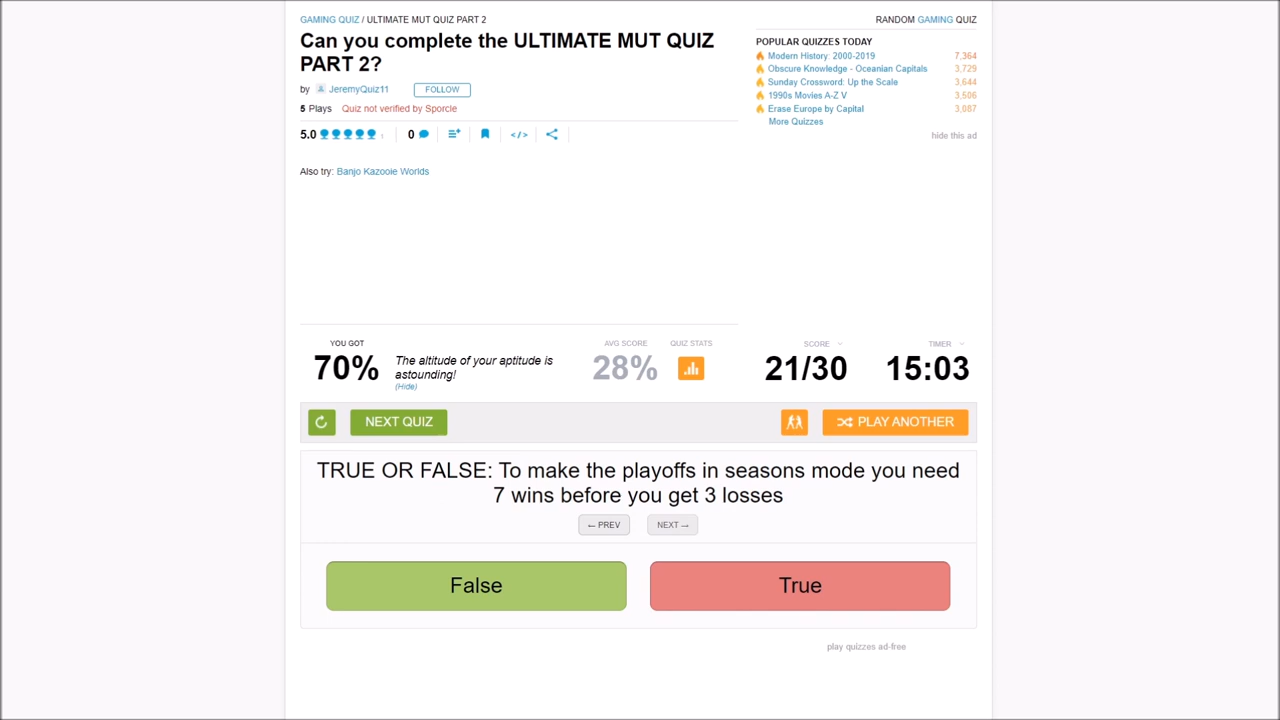 GAMING QUIZ / ULTIMATE MUT QUIZ PART 2
Can you complete the ULTIMATE MUT QUIZ
PART 2?
by JeremyQuiz11 FOLLOW
5 Plays Quiz not verified by Sporcle
5.0 1 0 </>
Also try: Banjo Kazooie Worlds
RANDOM GAMING QUIZ
POPULAR QUIZZES TODAY
Modern History: 2000-2019 7,364
Obscure Knowledge - Oceanian Capitals 3,729
Sunday Crossword: Up the Scale 3,644
1990s Movies A-Z V 3,506
Erase Europe by Capital 3,087
More Quizzes
hide this ad
YOU GOT
70%
The altitude of your aptitude is
astounding!
(Hide)
AVG SCORE
28%
QUIZ STATS
SCORE
21/30
TIMER
15:03
NEXT QUIZ
PLAY ANOTHER
TRUE OR FALSE: To make the playoffs in seasons mode you need
7 wins before you get 3 losses
← PREV NEXT →
False True
play quizzes ad-free